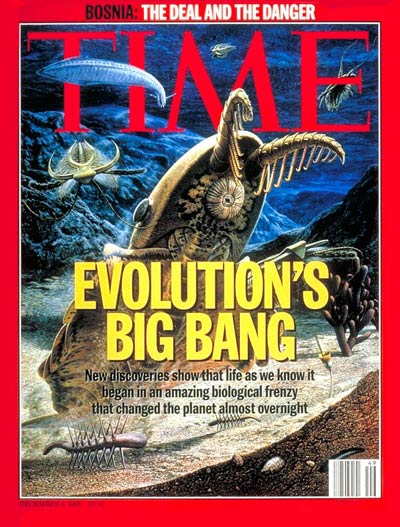 BOSNIA: THE DEAL AND THE DANGER
TIME
EVOLUTION'S
BIG BANG
New discoveries show that life as we know it
began in an amazing biological frenzy
that changed the planet almost overnight
49